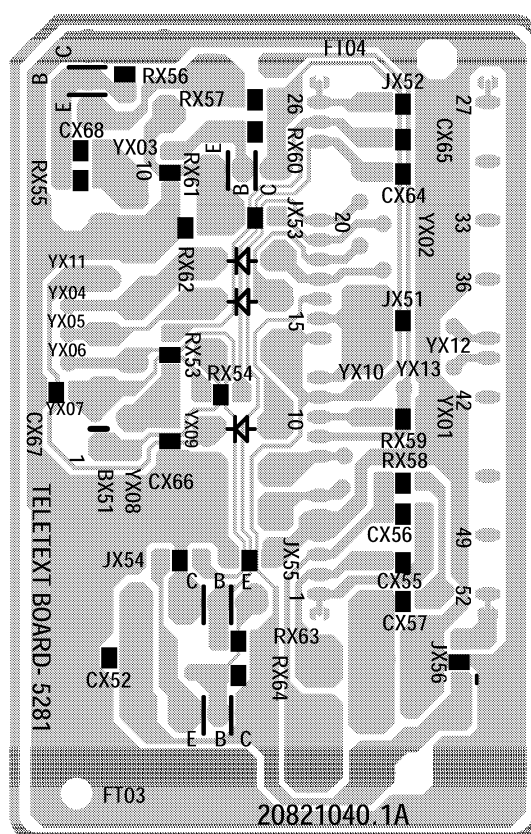 FT04
C
B
RX56
JX52
E
RX57
26
27
CX68
YX03
E
RX60
CX65
RX55
10
RX61
B
C
CX64
JX53
20
YX02
33
RX62
YX11
YX04
36
JX51
YX05
15
YX06
RX53
YX12
RX54
YX10
YX13
YX07
42
CX67
YX09
10
YX01
RX59
1
BX51
YX08
CX66
RX58
CX56
49
JX54
C
B
E
JX55
1
CX55
52
CX57
RX63
RX64
JX56
CX52
TELETEXT BOARD- 5281
E
B
C
FT03
20821040.1A